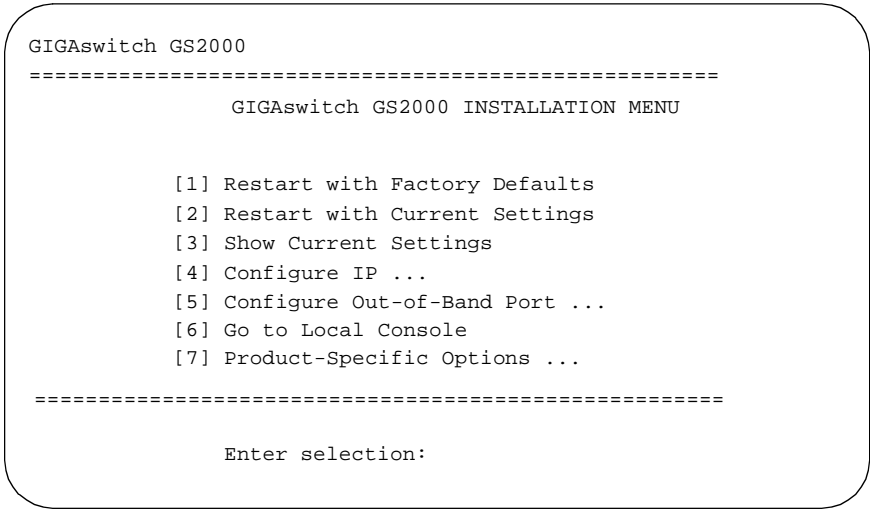 GIGAswitch GS2000
======================================================
GIGAswitch GS2000 INSTALLATION MENU
[1] Restart with Factory Defaults
[2] Restart with Current Settings
[3] Show Current Settings
[4] Configure IP ...
[5] Configure Out-of-Band Port ...
[6] Go to Local Console
[7] Product-Specific Options ...
======================================================
Enter selection: